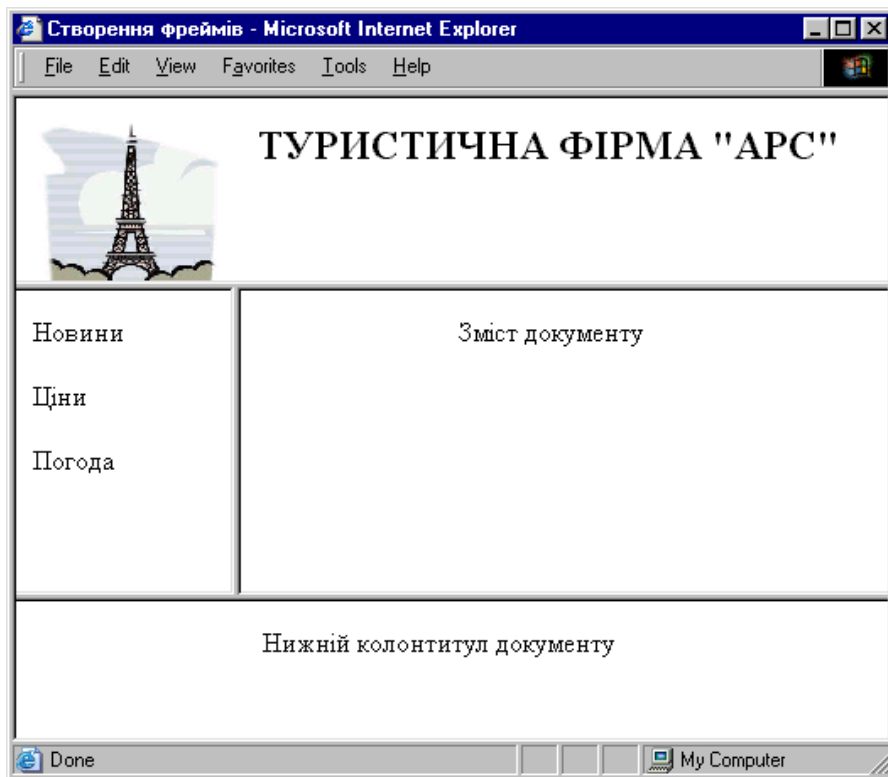 Створення фреймів - Microsoft Internet Explorer
File Edit View Favorites Tools Help
ТУРИСТИЧНА ФІРМА "АРС"
Новини
Зміст документу
Ціни
Погода
Нижній колонтитул документу
Done
My Computer